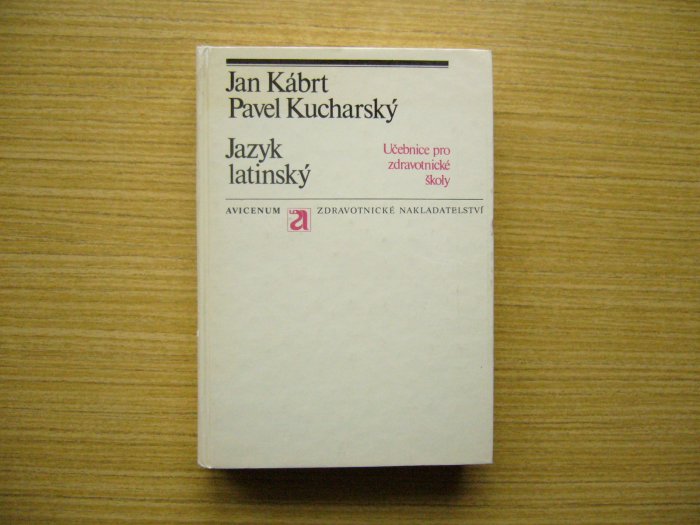 Jan Kábrt
Pavel Kucharský
Jazyk
latinský
Učebnice pro
zdravotnické
školy
AVICENUM a ZDRAVOTNICKÉ NAKLADATELSTVÍ